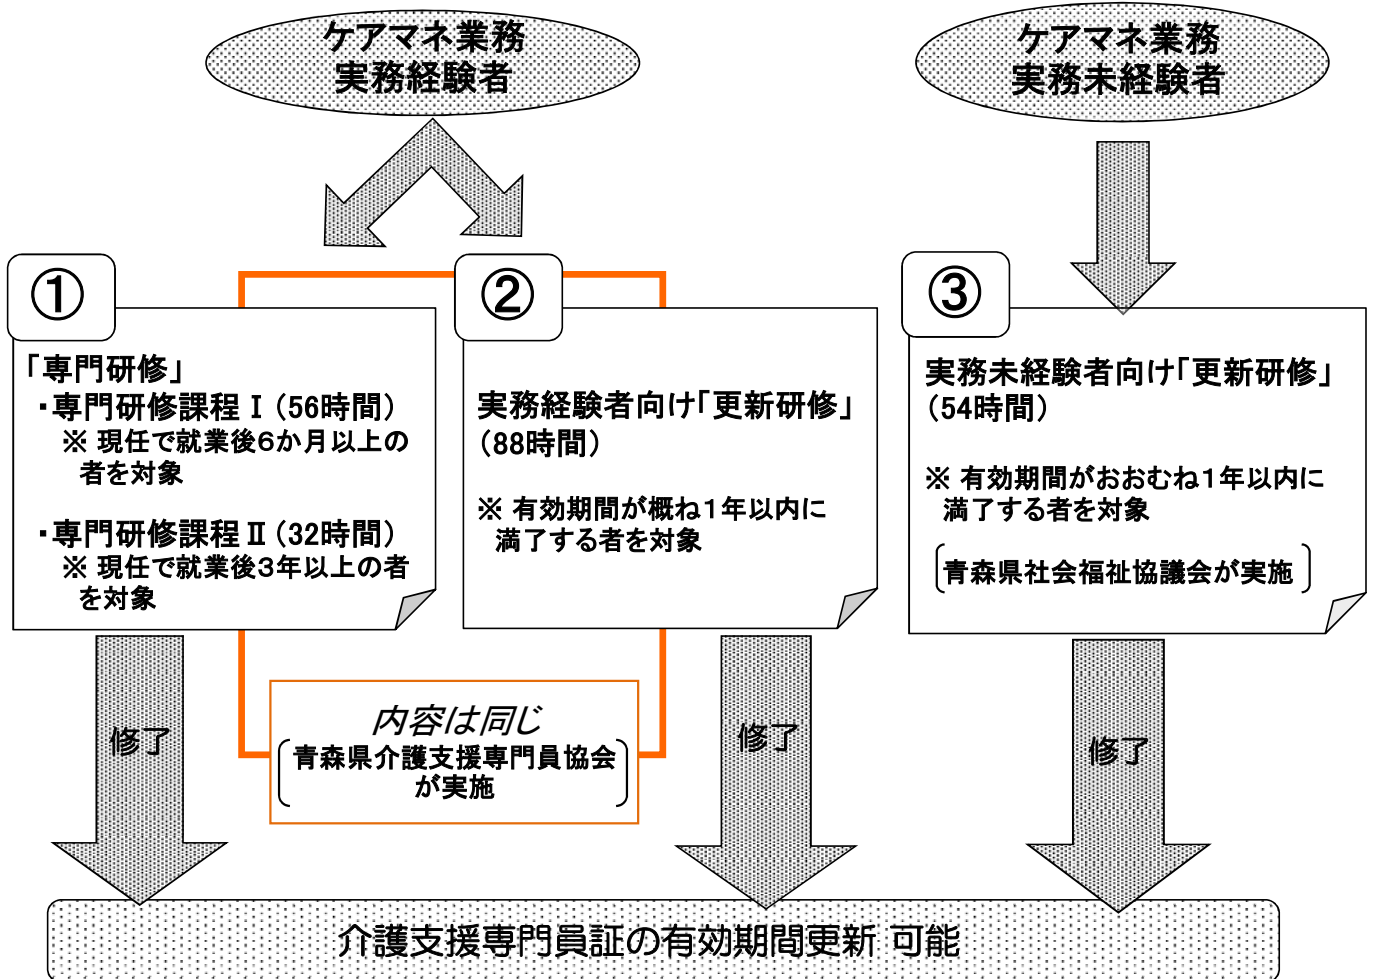 ケアマネ業務
実務経験者
ケアマネ業務
実務未経験者
①
「専門研修」
・専門研修課程Ⅰ（56時間）
※ 現任で就業後6か月以上の
者を対象
・専門研修課程Ⅱ（32時間）
※ 現任で就業後3年以上の者
を対象
②
実務経験者向け「更新研修」
（88時間）
※ 有効期間が概ね1年以内に
満了する者を対象
③
実務未経験者向け「更新研修」
（54時間）
※ 有効期間がおおむね1年以内に
満了する者を対象
青森県社会福祉協議会が実施
内容は同じ
青森県介護支援専門員協会
が実施
修了
修了
修了
介護支援専門員証の有効期間更新 可能